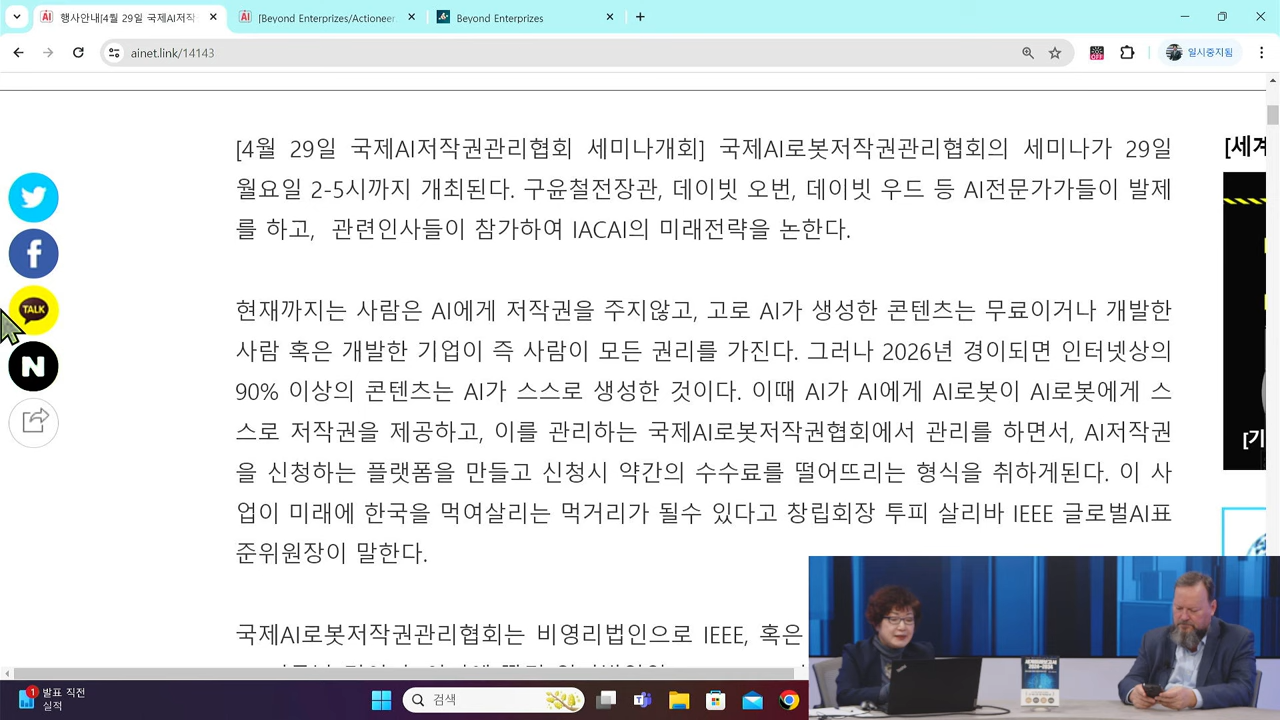 행사안내[4월 29일 국제AI저작
[Beyond Enterprizes/Actioneer
Beyond Enterprizes
ainet.link/14143
OFF
일시중지됨
[4월 29일 국제AI저작권관리협회 세미나개회] 국제AI로봇저작권관리협회의 세미나가 29일
월요일 2-5시까지 개최된다. 구윤철전장관, 데이빗 오번, 데이빗 우드 등 AI전문가가들이 발제
를 하고, 관련인사들이 참가하여 IACAI의 미래전략을 논한다.
[세계
TALK
N
현재까지는 사람은 AI에게 저작권을 주지않고, 고로 AI가 생성한 콘텐츠는 무료이거나 개발한
사람 혹은 개발한 기업이 즉 사람이 모든 권리를 가진다. 그러나 2026년 경이되면 인터넷상의
90% 이상의 콘텐츠는 AI가 스스로 생성한 것이다. 이때 AI가 AI에게 AI로봇이 AI로봇에게 스
스로 저작권을 제공하고, 이를 관리하는 국제AI로봇저작권협회에서 관리를 하면서, AI저작권
을 신청하는 플랫폼을 만들고 신청시 약간의 수수료를 떨어뜨리는 형식을 취하게된다. 이 사
업이 미래에 한국을 먹여살리는 먹거리가 될수 있다고 창립회장 투피 살리바 IEEE 글로벌AI표
준위원장이 말한다.
[기
국제AI로봇저작권관리협회는 비영리법인으로 IEEE, 혹은
1
발표 직전
실적
검색